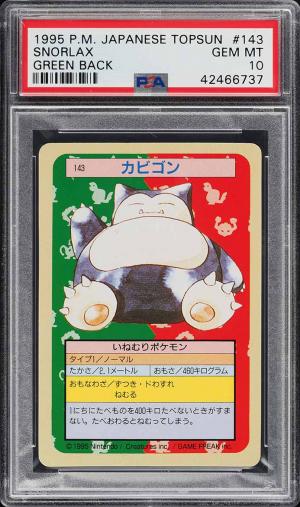 1995 P.M. JAPANESE TOPSUN #143
SNORLAX GEM MT
GREEN BACK 10
PSA 42466737
143 カビゴン
いねむりポケモン
タイプ1/ノーマル
たかさ/2.1メートル おもさ/460キログラム
おもなわざ/ずつき・ドわすれ
ねむる
1にちにたべものを400キロたべないときがすま
ない。たべおわるとねむってしまう。
©1995 Nintendo/ Creatures inc. /GAME FREAK inc.